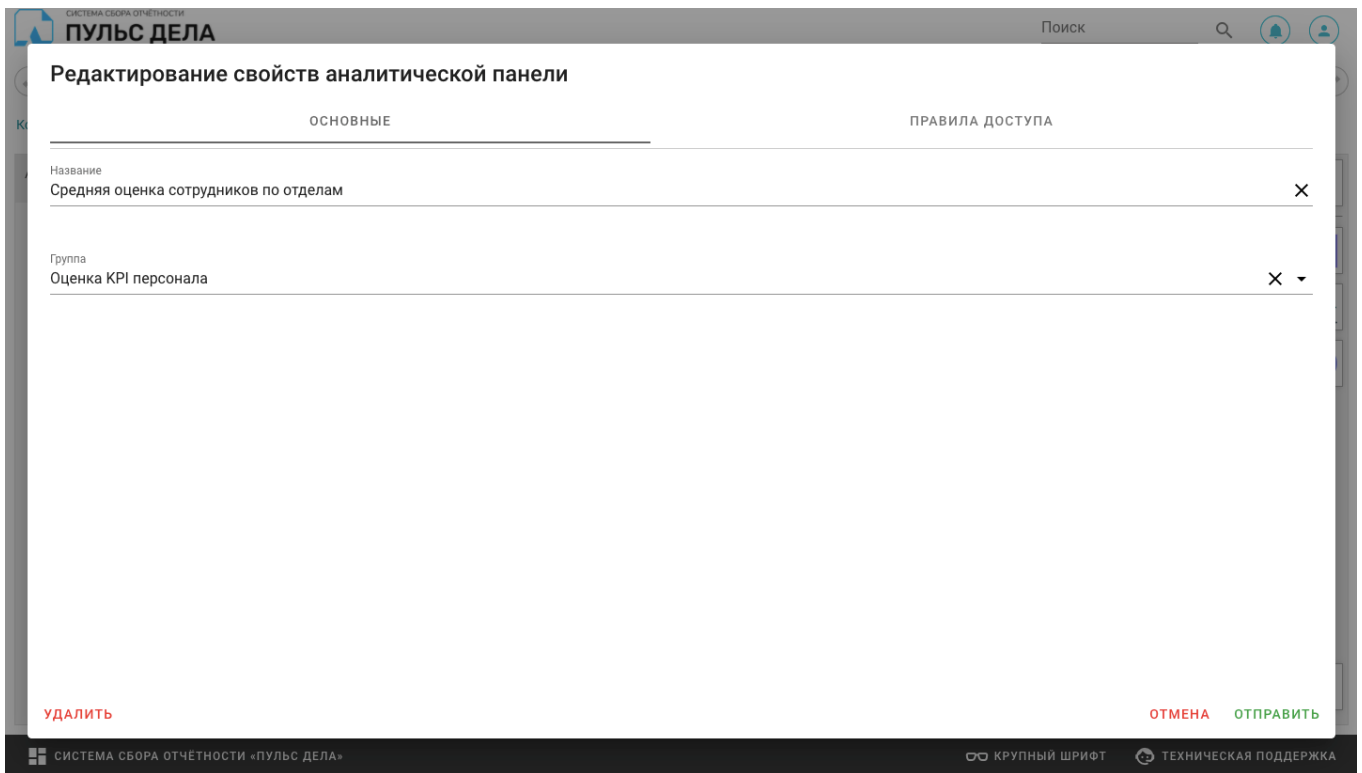 СИСТЕМА СБОРА ОТЧЁТНОСТИ
ПУЛЬС ДЕЛА
Поиск
Редактирование свойств аналитической панели
ОСНОВНЫЕ
ПРАВИЛА ДОСТУПА
Название
Средняя оценка сотрудников по отделам
Группа
Оценка KPI персонала
УДАЛИТЬ
ОТМЕНА
ОТПРАВИТЬ
СИСТЕМА СБОРА ОТЧЁТНОСТИ «ПУЛЬС ДЕЛА»
КРУПНЫЙ ШРИФТ
ТЕХНИЧЕСКАЯ ПОДДЕРЖКА